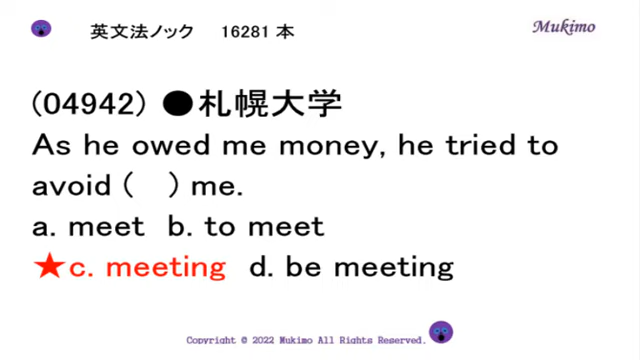 英文法ノック 16281 本
Mukimo
(04942) ●札幌大学
As he owed me money, he tried to
avoid ( ) me.
a. meet b. to meet
★c. meeting d. be meeting
Copyright © 2022 Mukimo All Rights Reserved.